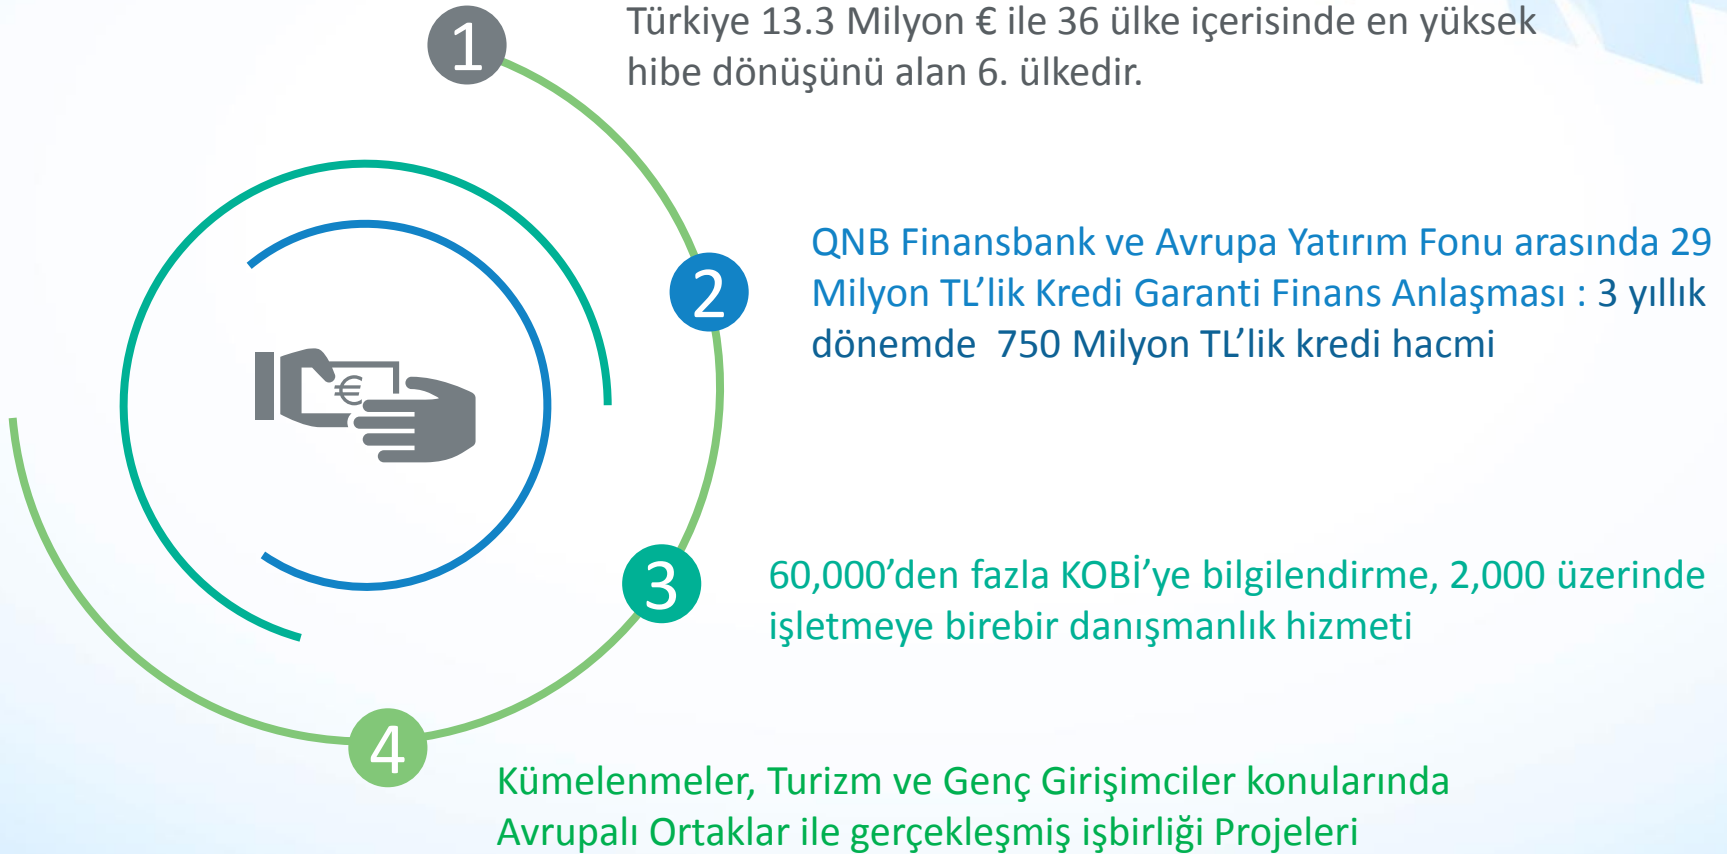 1
Türkiye 13.3 Milyon € ile 36 ülke içerisinde en yüksek
hibe dönüşünü alan 6. ülkedir.
2
QNB Finansbank ve Avrupa Yatırım Fonu arasında 29
Milyon TL’lik Kredi Garanti Finans Anlaşması : 3 yıllık
dönemde  750 Milyon TL’lik kredi hacmi
€
3
60,000’den fazla KOBİ’ye bilgilendirme, 2,000 üzerinde
işletmeye birebir danışmanlık hizmeti
4
Kümelenmeler, Turizm ve Genç Girişimciler konularında
Avrupalı Ortaklar ile gerçekleşmiş işbirliği Projeleri